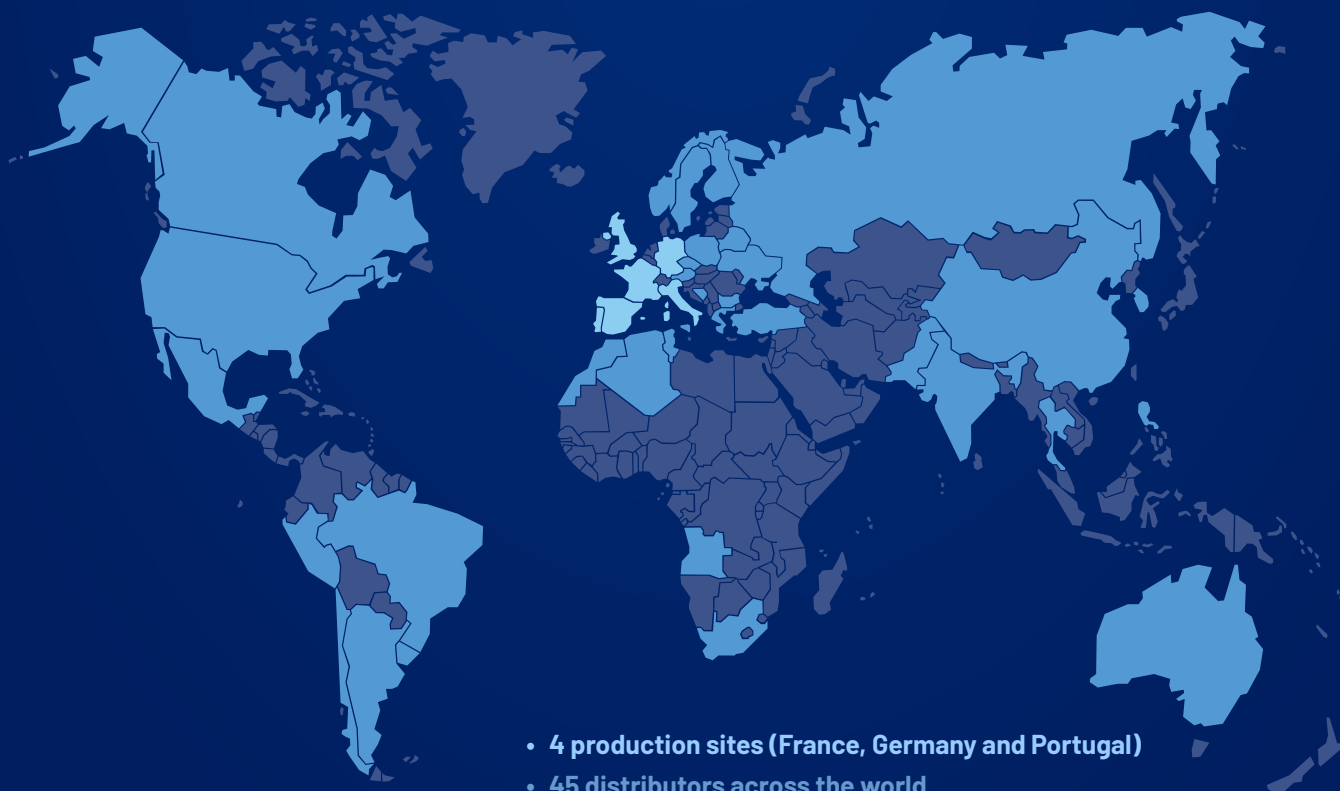 • 4 production sites (France, Germany and Portugal)
• 45 distributors across the world